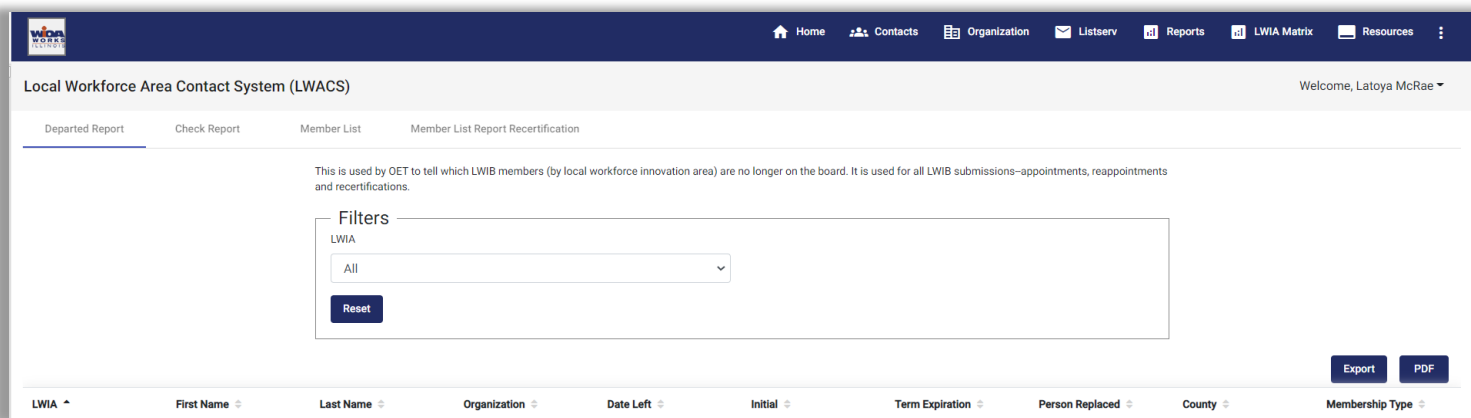 WIOA
WORKS
ILLINOIS
Home Contacts Organization Listserv Reports LWIA Matrix Resources
Local Workforce Area Contact System (LWACS)
Welcome, Latoya McRae
Departed Report Check Report Member List Member List Report Recertification
This is used by OET to tell which LWIB members (by local workforce innovation area) are no longer on the board. It is used for all LWIB submissions–appointments, reappointments
and recertifications.
Filters
LWIA
All
Reset
Export PDF
LWIA First Name Last Name Organization Date Left Initial Term Expiration Person Replaced County Membership Type